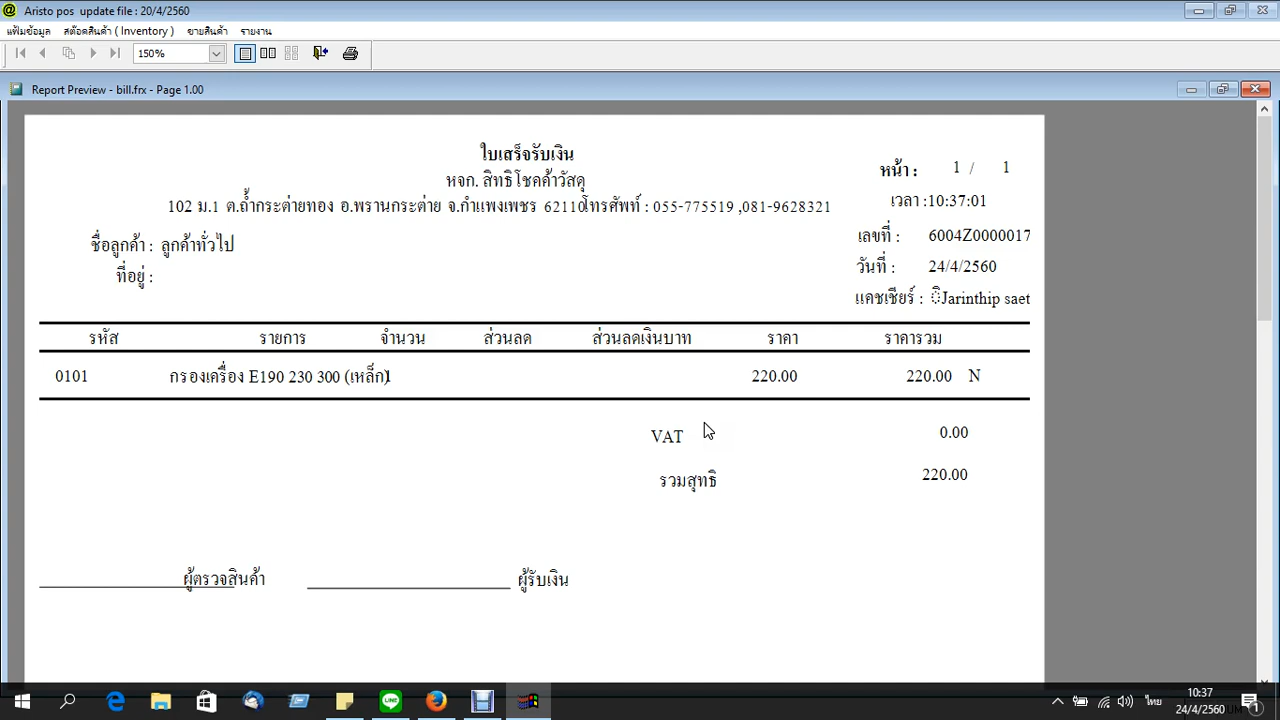 Aristo pos update file : 20/4/2560
แฟ้มข้อมูล สต๊อคสินค้า ( Inventory ) ขายสินค้า รายงาน
150%
Report Preview - bill.frx - Page 1.00
ใบเสร็จรับเงิน
หน้า : 1 / 1
หจก. สิทธิโชคค้าวัสดุ
เวลา :10:37:01
102 ม.1 ต.ถ้ำกระต่ายทอง อ.พรานกระต่าย จ.กำแพงเพชร 62110โทรศัพท์ : 055-775519 ,081-9628321
ชื่อลูกค้า : ลูกค้าทั่วไป
เลขที่ : 6004Z0000017
ที่อยู่ :
วันที่ : 24/4/2560
แคชเชียร์ : ิJarinthip saet
รหัส รายการ จำนวน ส่วนลด ส่วนลดเงินบาท ราคา ราคารวม
0101 กรองเครื่อง E190 230 300 (เหล็ก) 1 220.00 220.00 N
VAT 0.00
รวมสุทธิ 220.00
ผู้ตรวจสินค้า ผู้รับเงิน
ไทย
10:37
24/4/2560